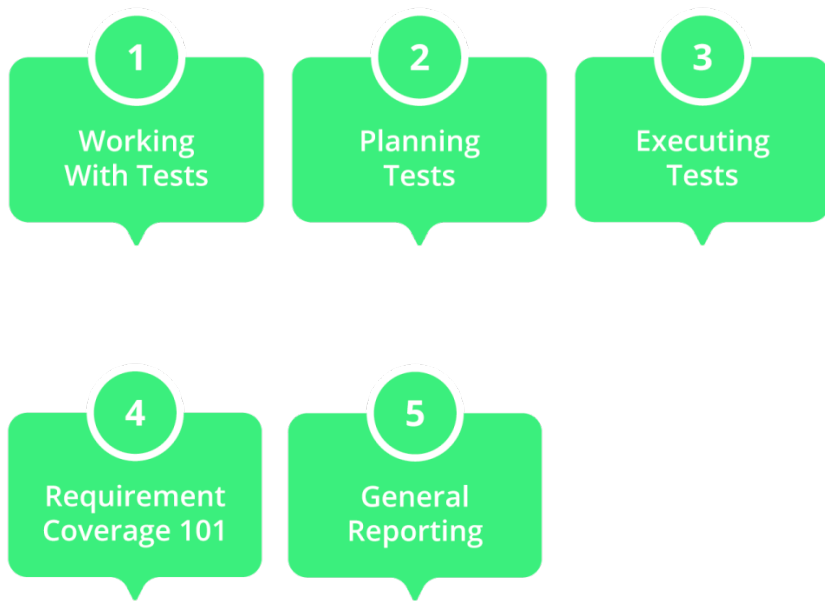 1
Working
With Tests
2
Planning
Tests
3
Executing
Tests
4
Requirement
Coverage 101
5
General
Reporting